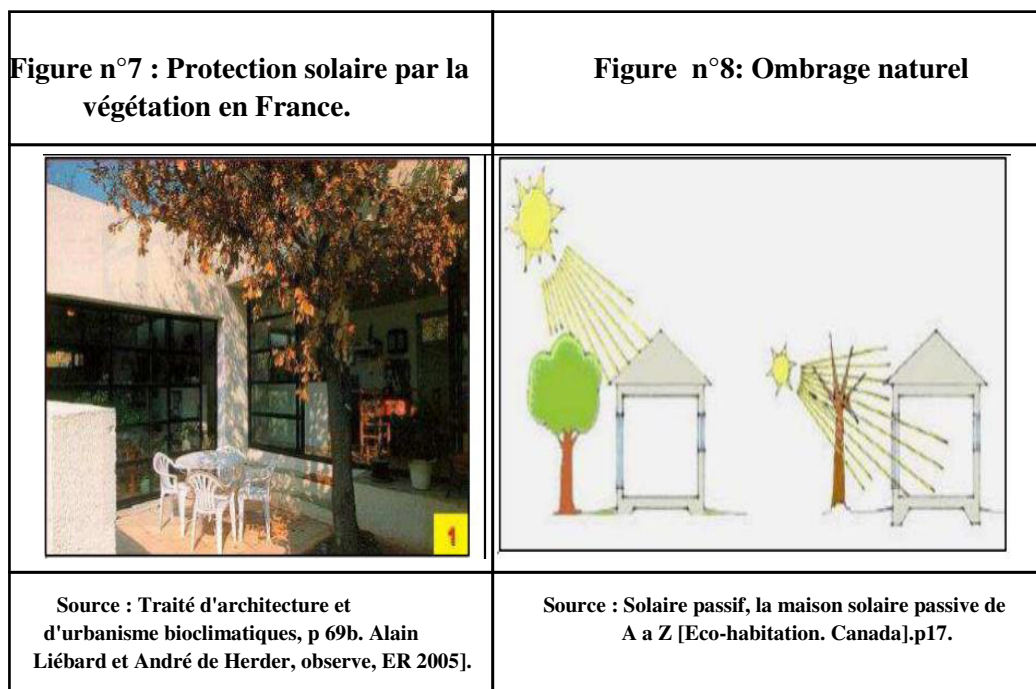 Figure n°7 : Protection solaire par la
végétation en France.
Figure n°8: Ombrage naturel
1
Source : Traité d'architecture et
d'urbanisme bioclimatiques, p 69b. Alain
Liébard et André de Herder, observe, ER 2005].
Source : Solaire passif, la maison solaire passive de
A a Z [Eco-habitation. Canada].p17.